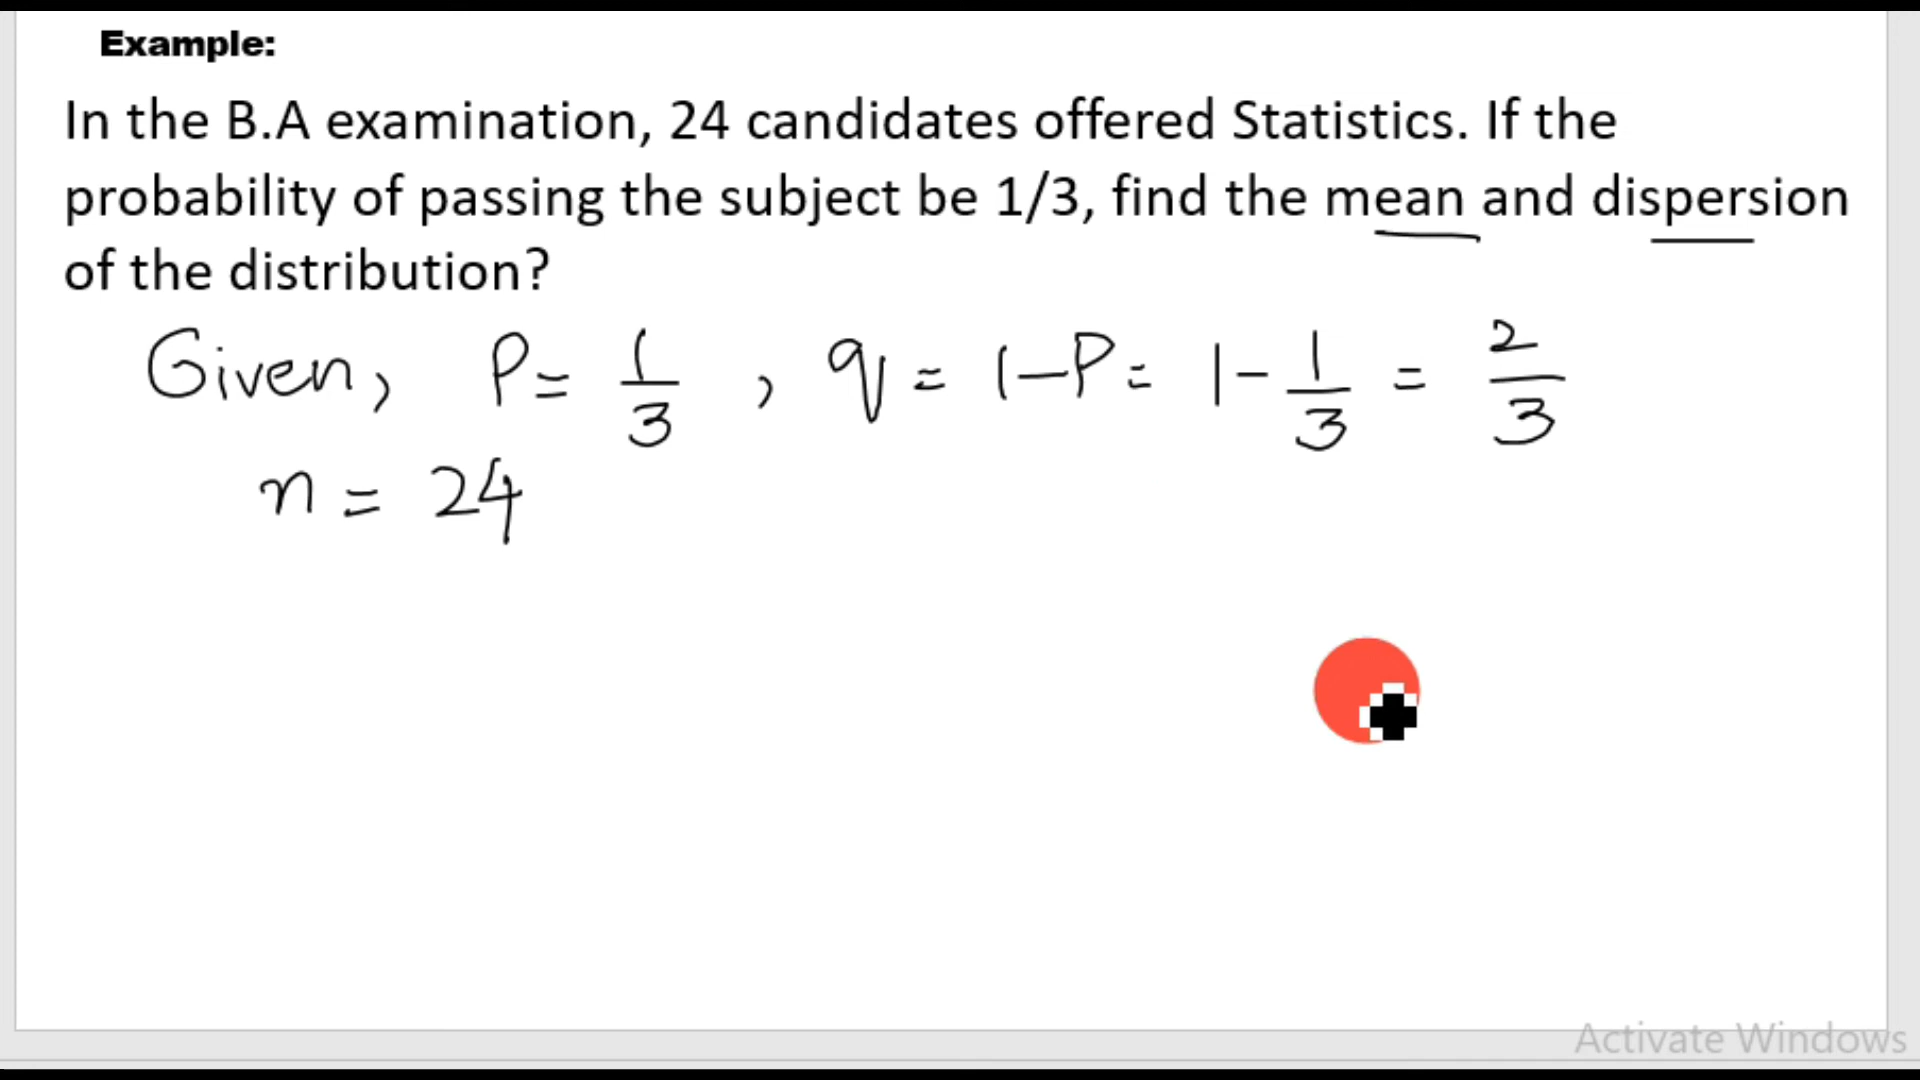 Example:
In the B.A examination, 24 candidates offered Statistics. If the
probability of passing the subject be 1/3, find the mean and dispersion
of the distribution?
Given, P = 1/3 , q = 1-P = 1 - 1/3 = 2/3
n = 24
Activate Windows